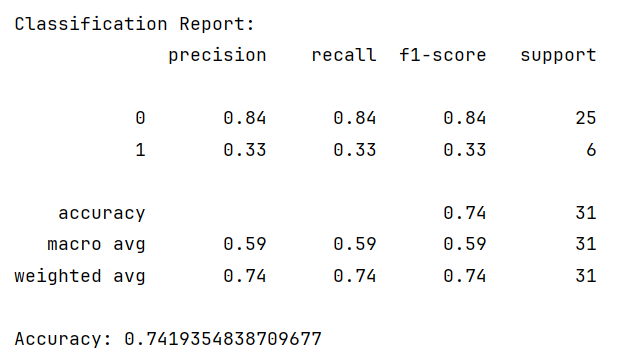 Classification Report:
precision recall f1-score support
0 0.84 0.84 0.84 25
1 0.33 0.33 0.33 6
accuracy 0.74 31
macro avg 0.59 0.59 0.59 31
weighted avg 0.74 0.74 0.74 31
Accuracy: 0.7419354838709677